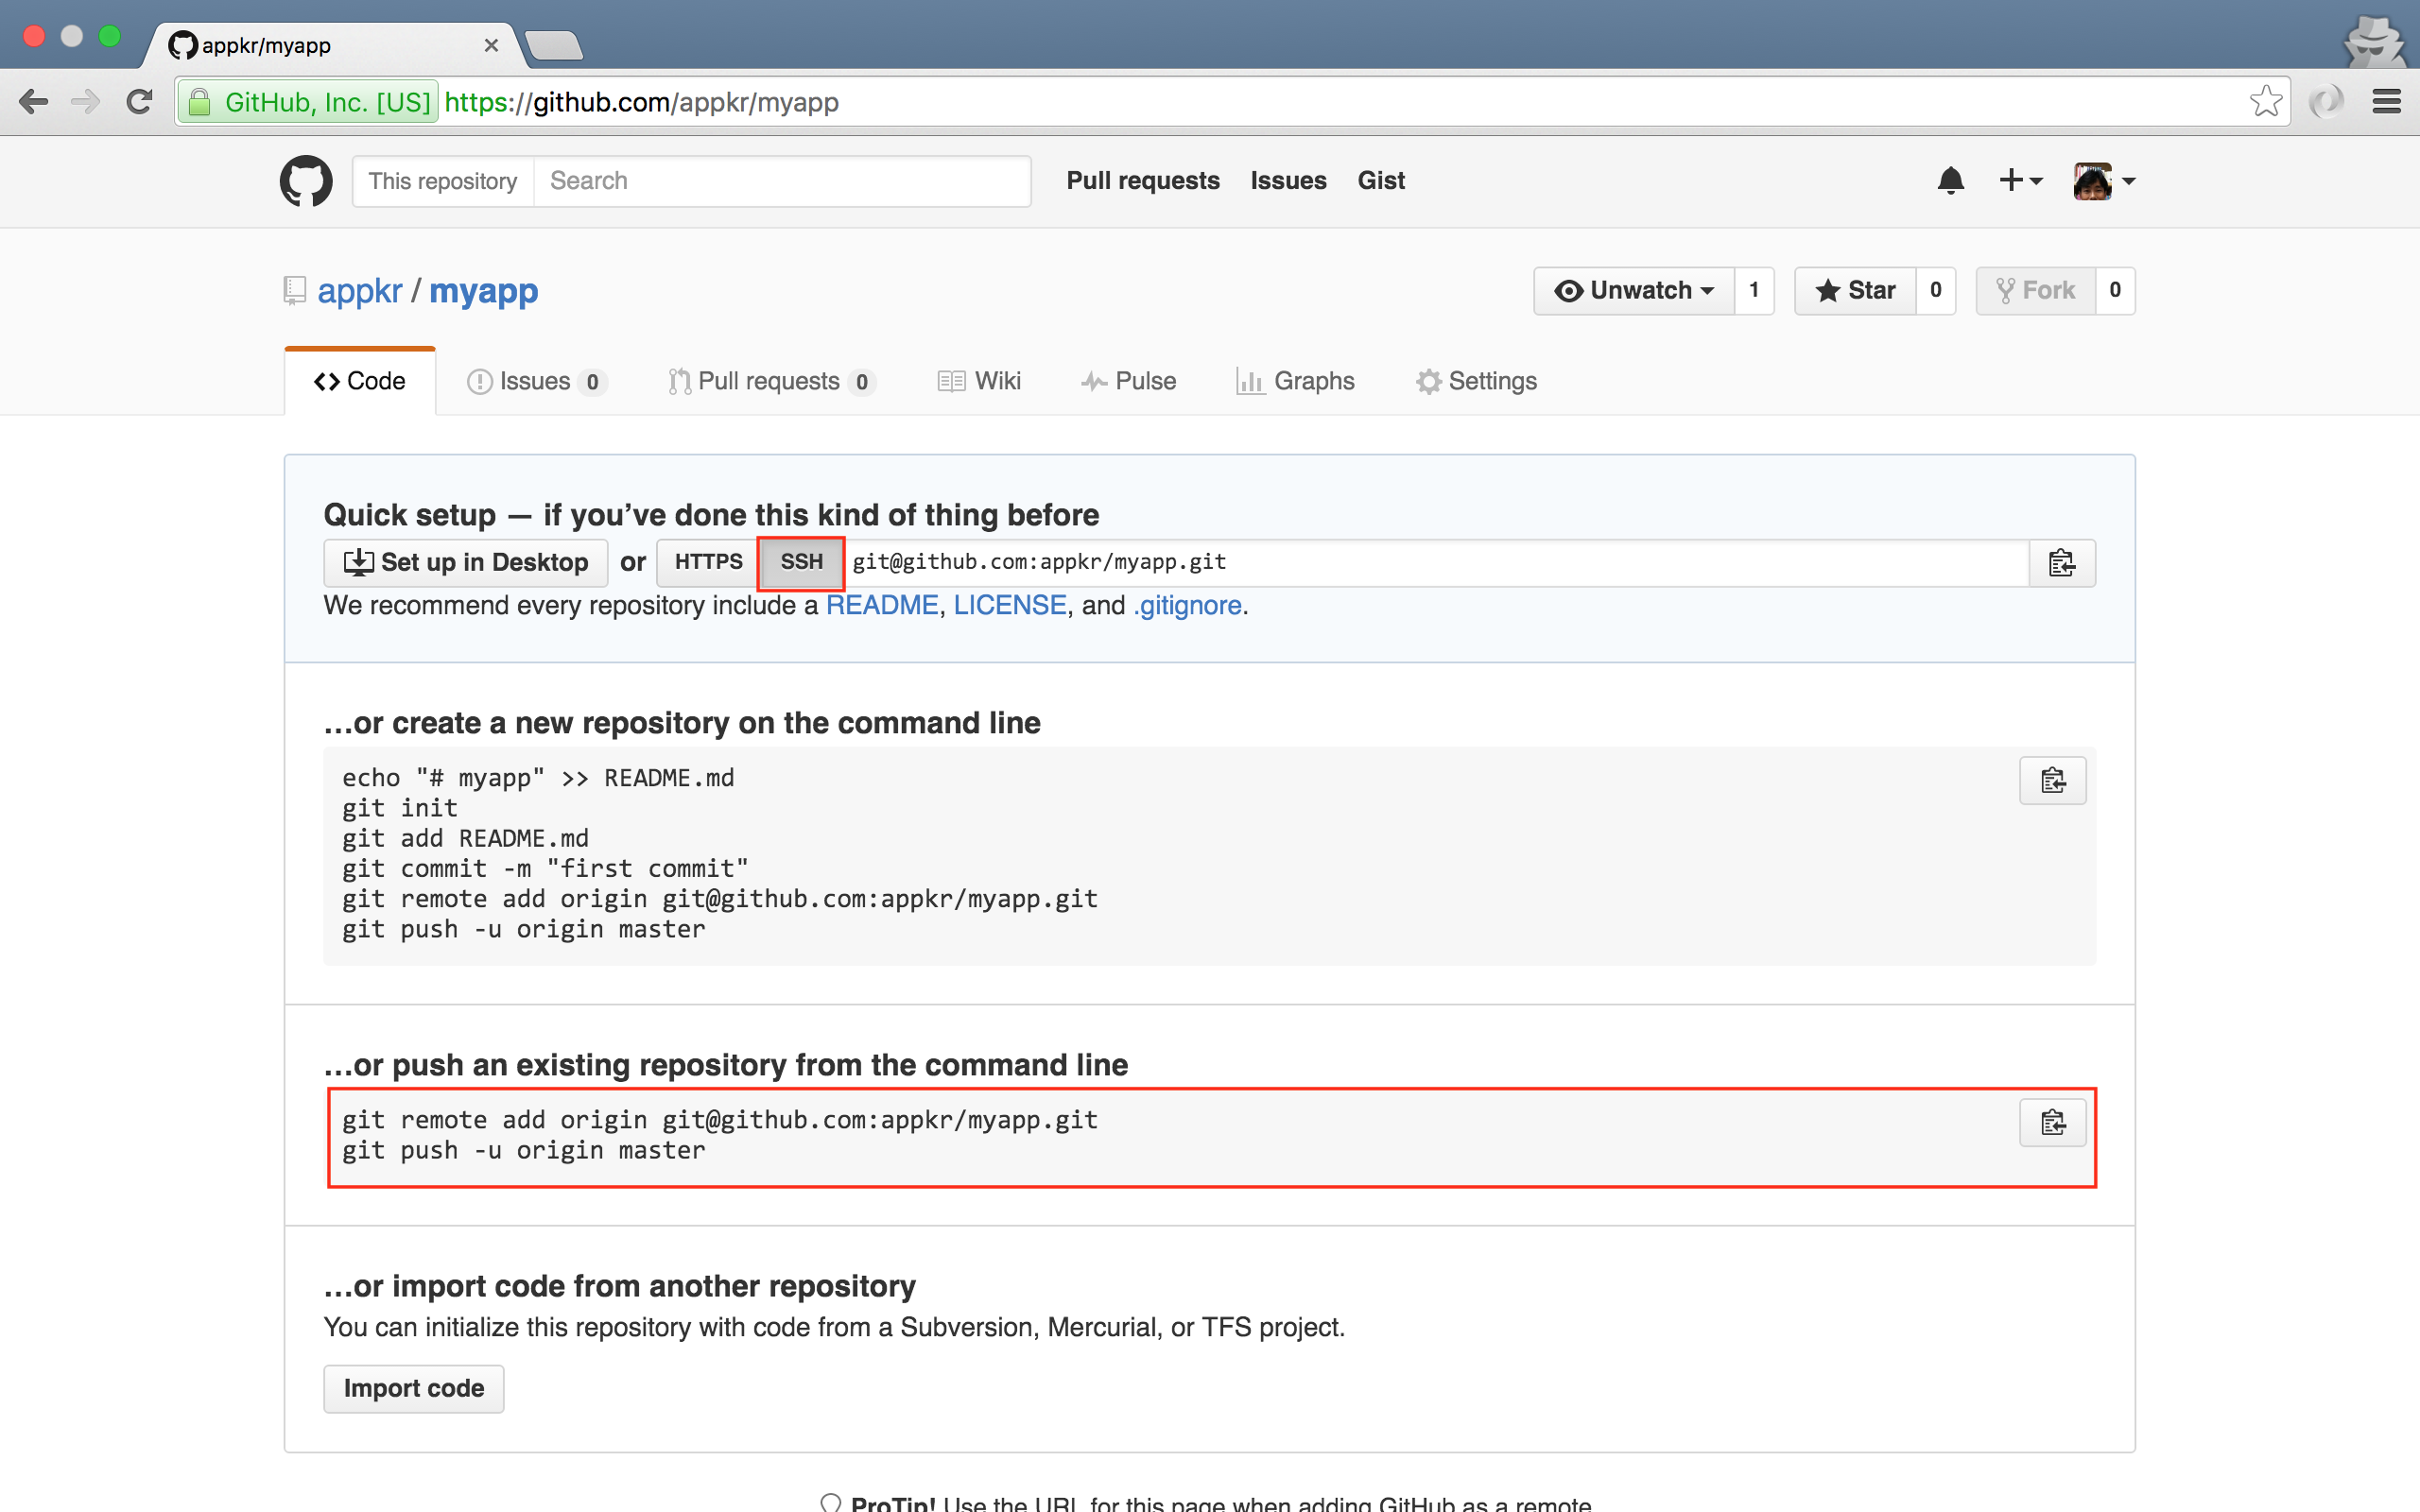 appkr/myapp
GitHub, Inc. [US] https://github.com/appkr/myapp
This repository Search Pull requests Issues Gist
appkr / myapp Unwatch 1 Star 0 Fork 0
Code Issues 0 Pull requests 0 Wiki Pulse Graphs Settings
Quick setup — if you’ve done this kind of thing before
Set up in Desktop or HTTPS SSH git@github.com:appkr/myapp.git
We recommend every repository include a README, LICENSE, and .gitignore.
…or create a new repository on the command line
echo "# myapp" >> README.md
git init
git add README.md
git commit -m "first commit"
git remote add origin git@github.com:appkr/myapp.git
git push -u origin master
…or push an existing repository from the command line
git remote add origin git@github.com:appkr/myapp.git
git push -u origin master
…or import code from another repository
You can initialize this repository with code from a Subversion, Mercurial, or TFS project.
Import code
ProTip! Use the URL for this page when adding GitHub as a remote.